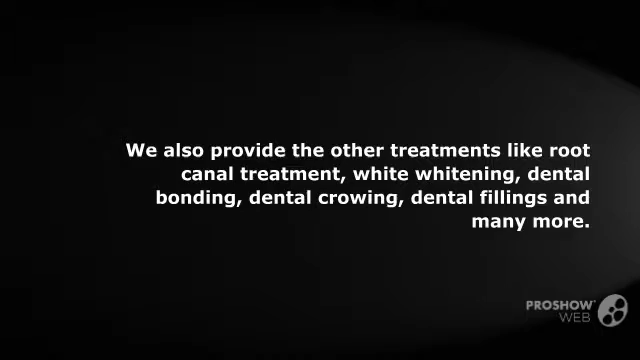 We also provide the other treatments like root
canal treatment, white whitening, dental
bonding, dental crowing, dental fillings and
many more.
PROSHOW™
WEB